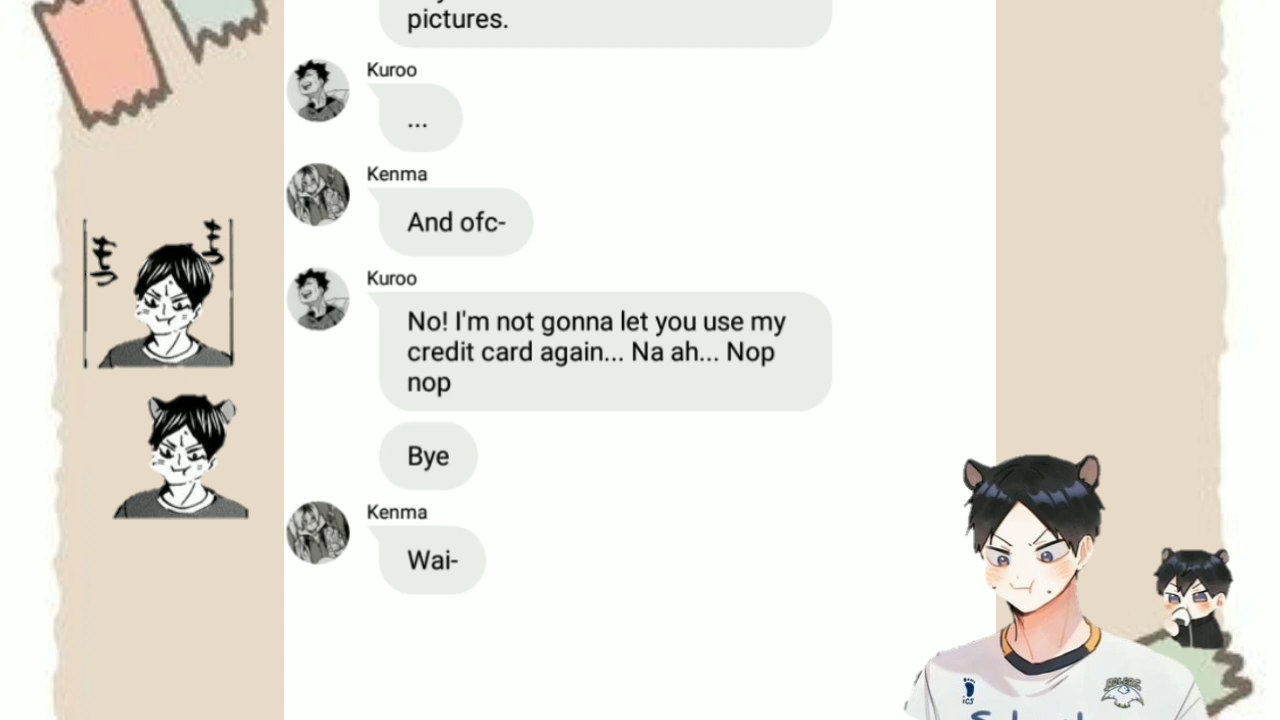 pictures.
Kuroo
...
Kenma
And ofc-
Kuroo
No! I'm not gonna let you use my
credit card again... Na ah... Nop
nop
Bye
Kenma
Wai-
iCS